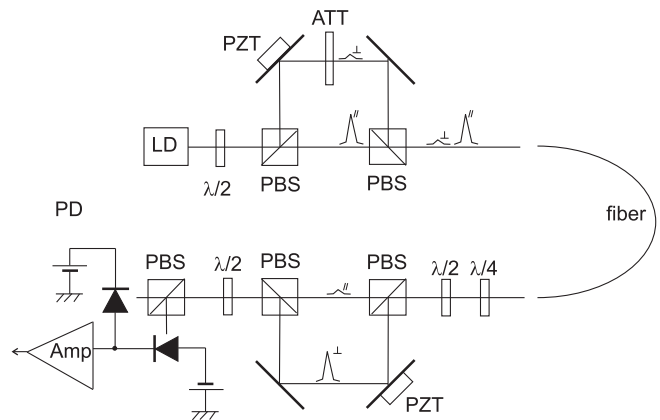 ATT
PZT
⊥
//
⊥ //
LD
λ/2
PBS
PBS
fiber
PD
PBS
λ/2
PBS
PBS
λ/2
λ/4
//
⊥
Amp
PZT